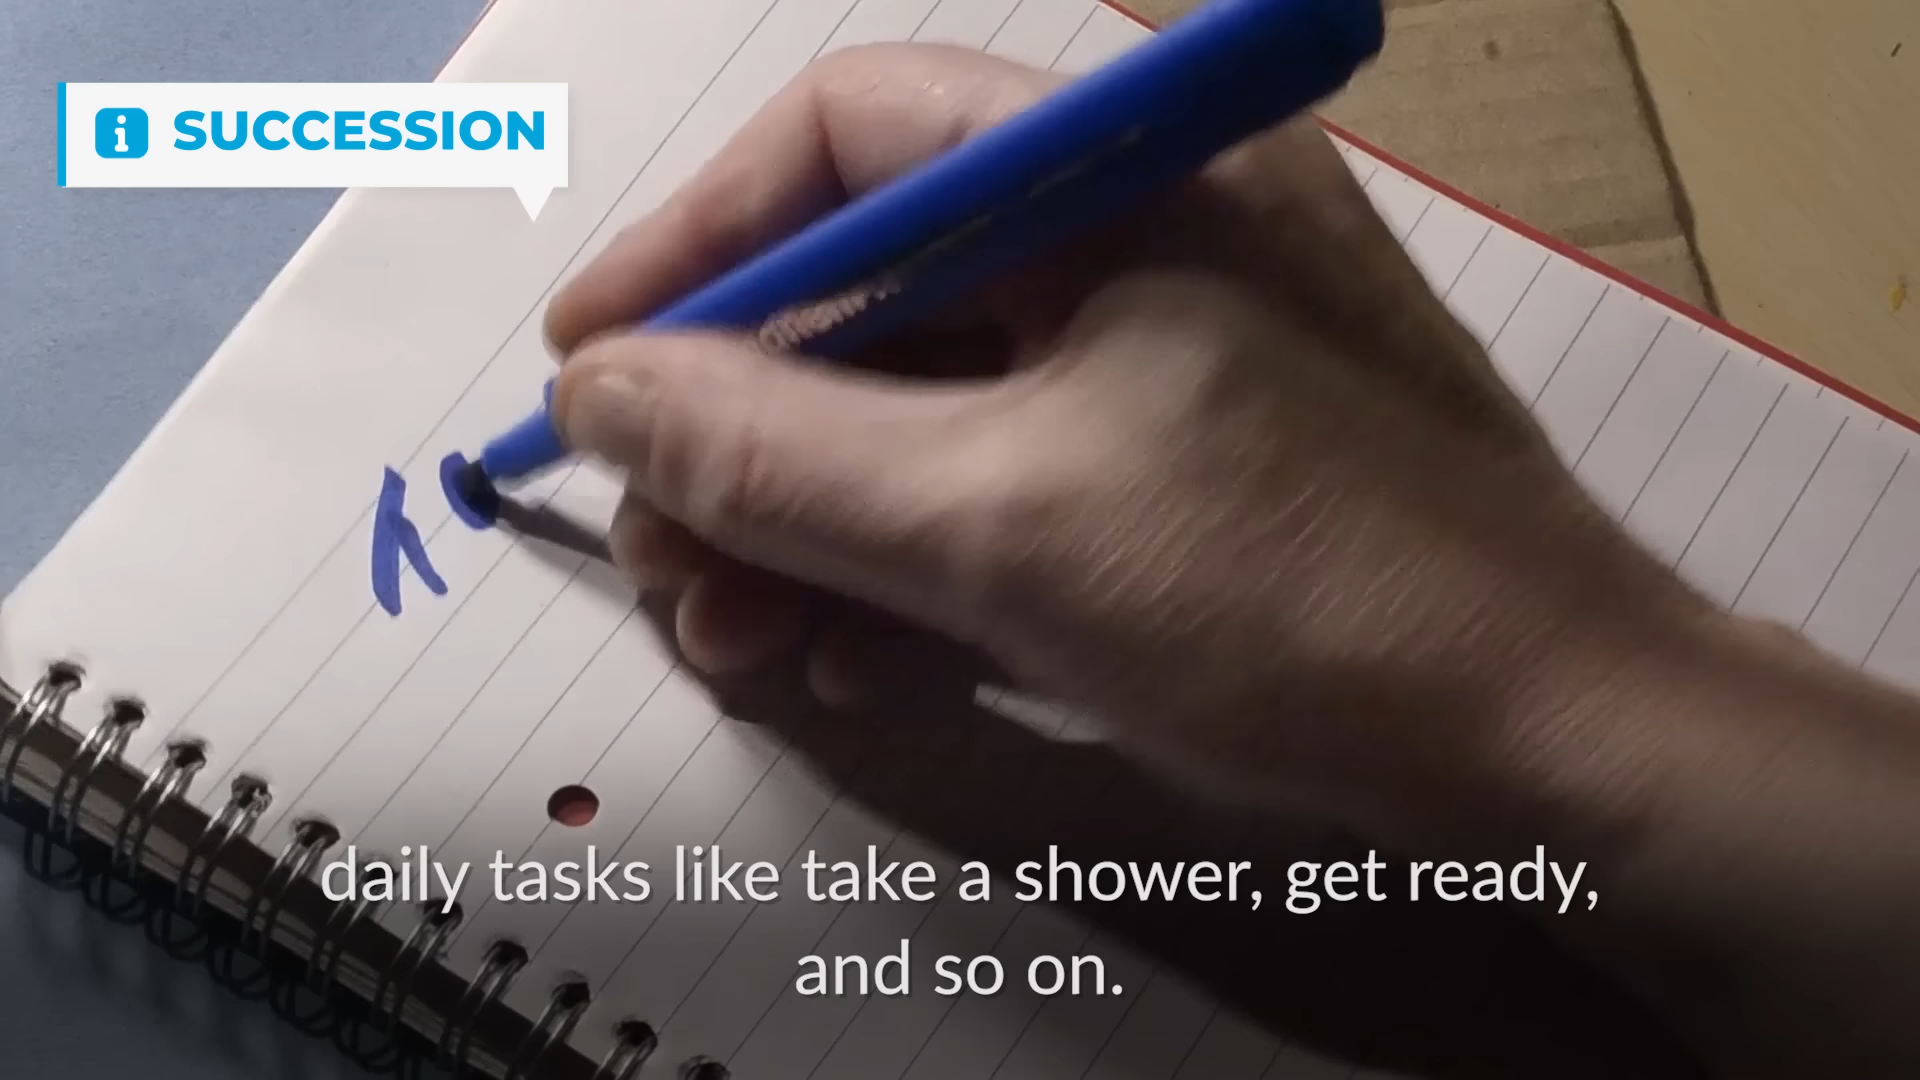 SUCCESSION
daily tasks like take a shower, get ready,
and so on.